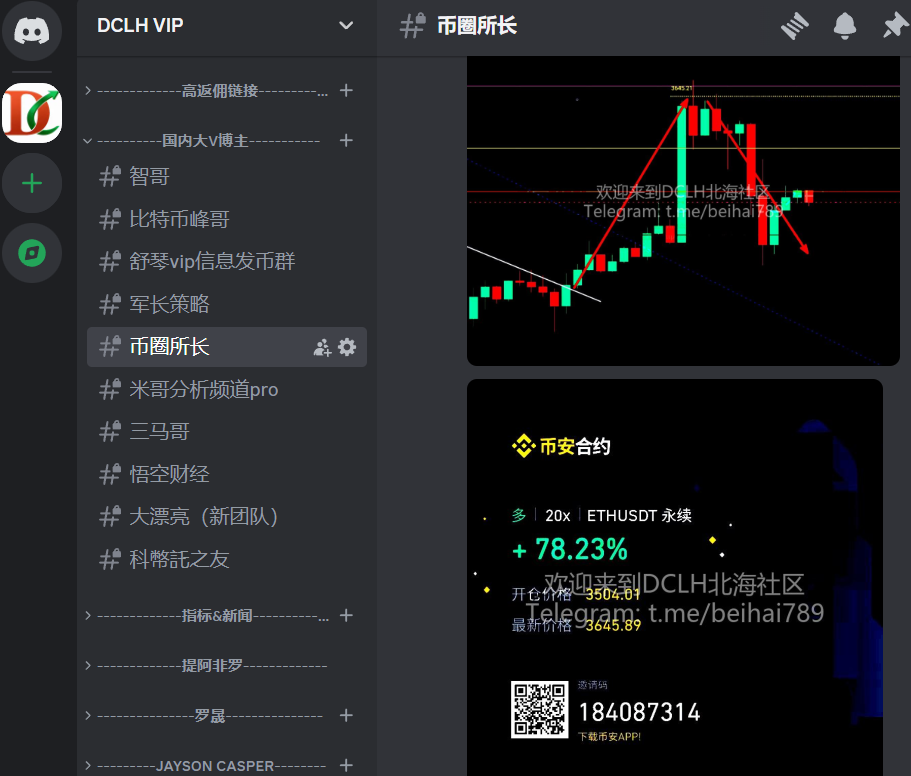 DCLH VIP
-------------高返佣链接----------...
----------国内大V博主-----------
智哥
比特币峰哥
舒琴vip信息发币群
军长策略
币圈所长
米哥分析频道pro
三马哥
悟空财经
大漂亮（新团队）
科幣託之友
-------------指标&新闻-----------...
-------------提阿非罗-------------
---------------罗晟---------------
---------JAYSON CASPER--------
币圈所长
3645.21
欢迎来到DCLH北海社区
Telegram: t.me/beihai789
币安合约
多 20x ETHUSDT 永续
+ 78.23%
欢迎来到DCLH北海社区
开仓价格 3504.01
Telegram: t.me/beihai789
最新价格 3645.89
邀请码
184087314
下载币安APP!